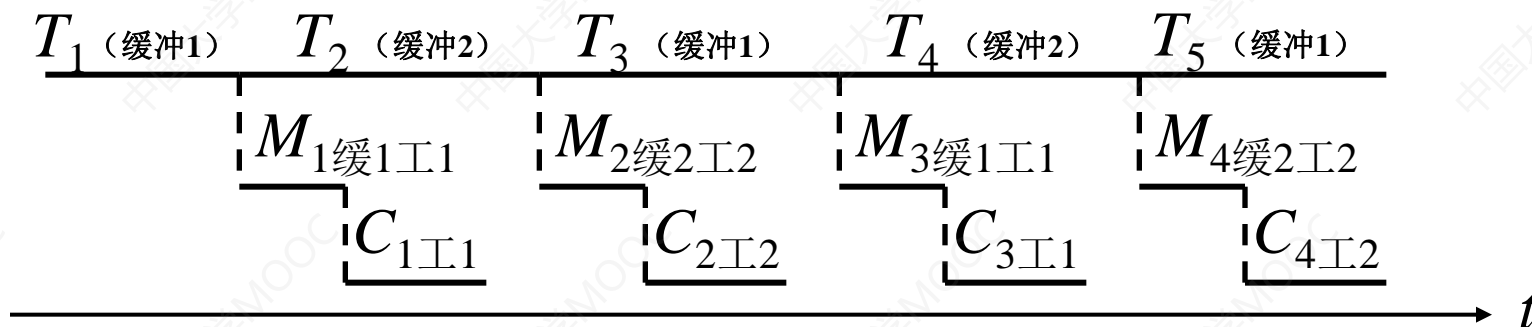 T1（缓冲1） T2（缓冲2） T3（缓冲1） T4（缓冲2） T5（缓冲1）
M1缓1工1 M2缓2工2 M3缓1工1 M4缓2工2
C1工1 C2工2 C3工1 C4工2
t